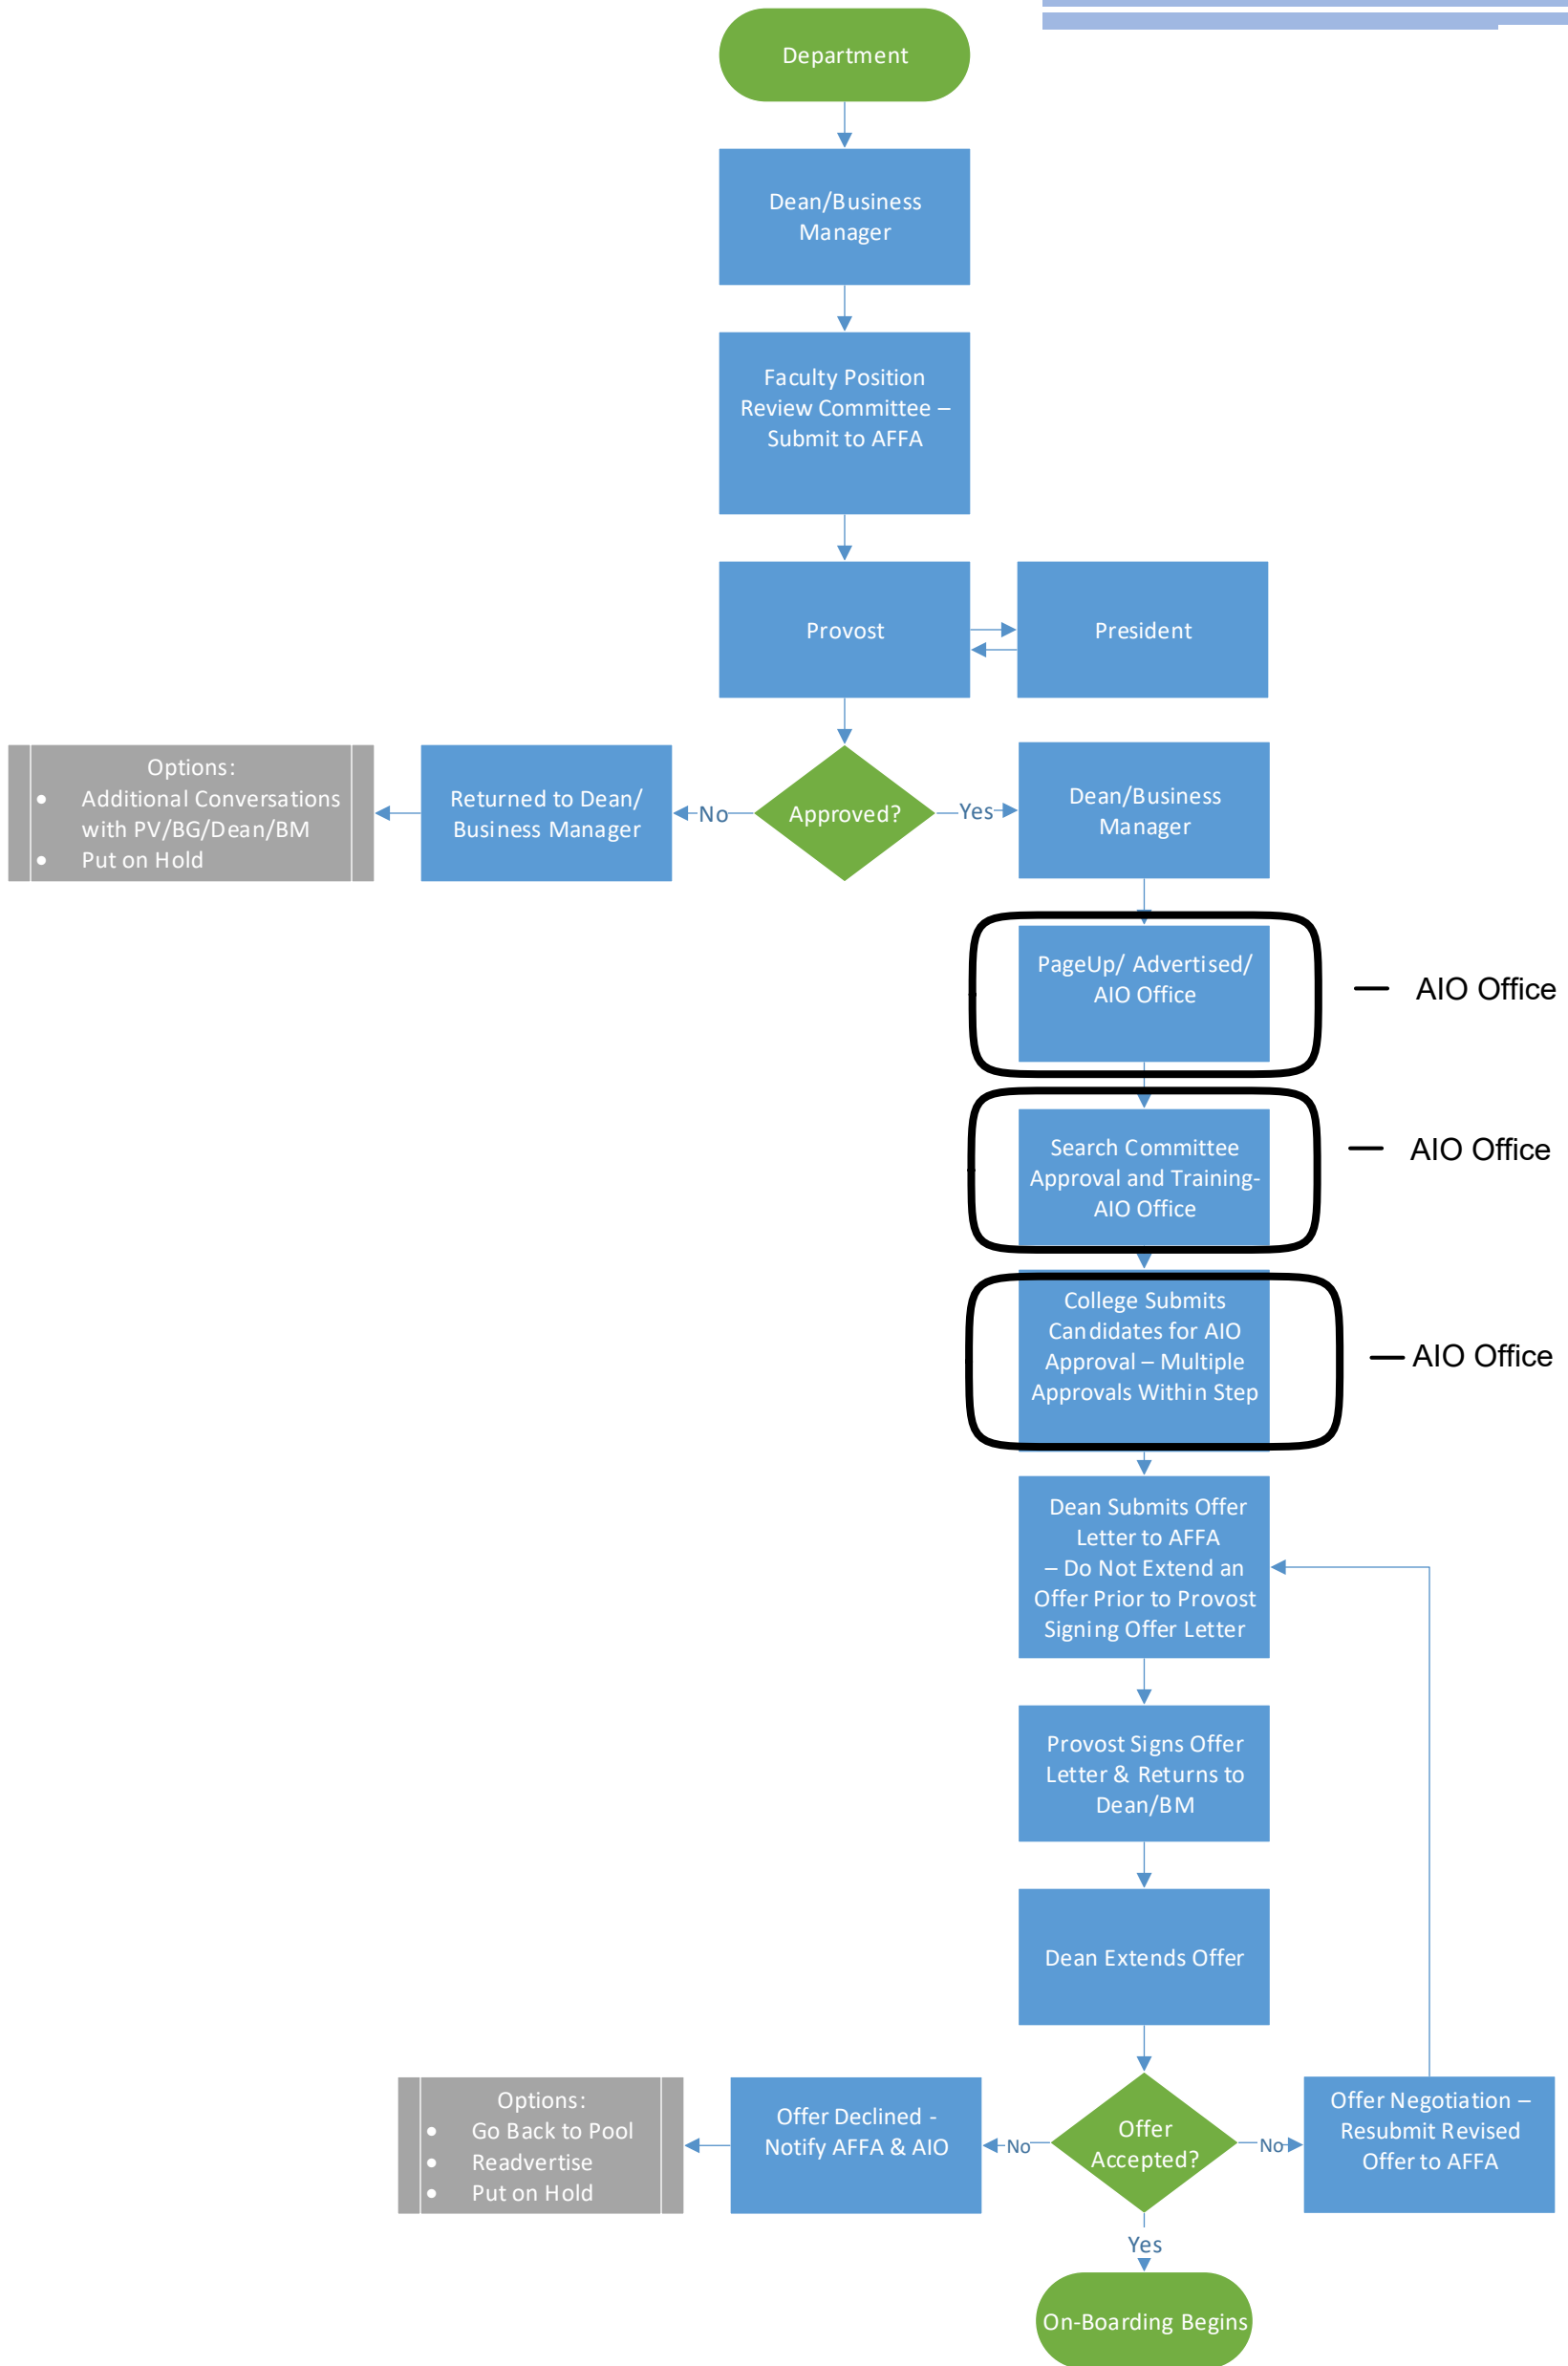 Department
Dean/Business
Manager
Faculty Position
Review Committee –
Submit to AFFA
Provost
President
Options:
• Additional Conversations
with PV/BG/Dean/BM
• Put on Hold
Returned to Dean/
Business Manager
No
Approved?
Yes
Dean/Business
Manager
PageUp/ Advertised/
AIO Office
AIO Office
Search Committee
Approval and Training-
AIO Office
AIO Office
College Submits
Candidates for AIO
Approval – Multiple
Approvals Within Step
AIO Office
Dean Submits Offer
Letter to AFFA
– Do Not Extend an
Offer Prior to Provost
Signing Offer Letter
Provost Signs Offer
Letter & Returns to
Dean/BM
Dean Extends Offer
Options:
• Go Back to Pool
• Readvertise
• Put on Hold
Offer Declined -
Notify AFFA & AIO
No
Offer
Accepted?
No
Offer Negotiation –
Resubmit Revised
Offer to AFFA
Yes
On-Boarding Begins